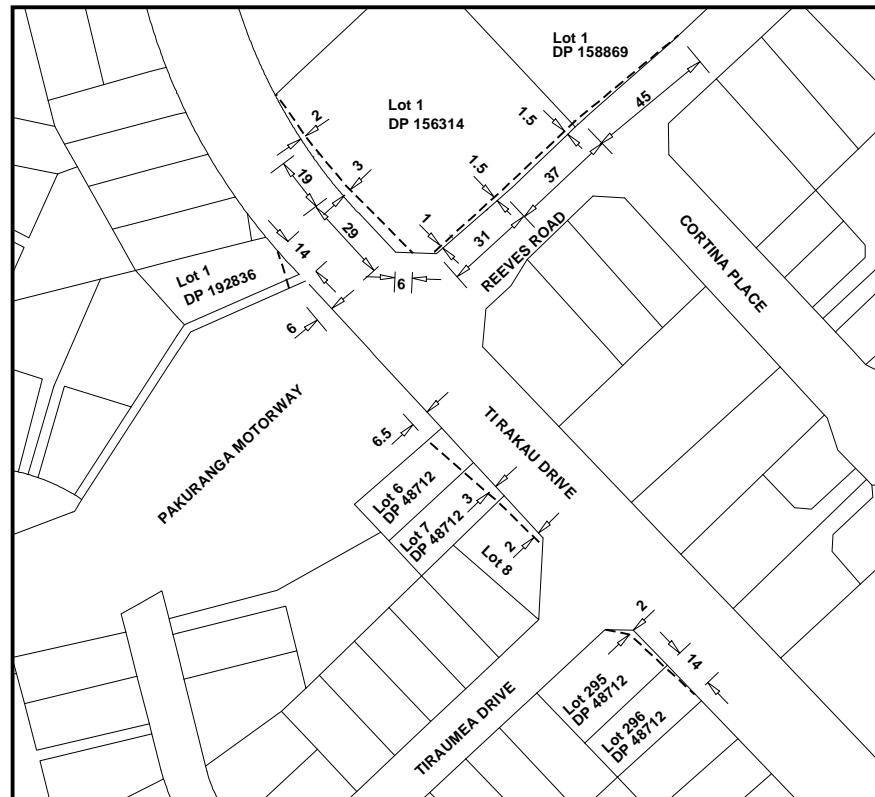 Lot 1
DP 158869
45
1.5
Lot 1
DP 156314
2
37
1.5
3
19
29
1
31
REEVES ROAD
CORTINA PLACE
14
6
Lot 1
DP 192836
6
PAKURANGA MOTORWAY
6.5
TI RAKAU DRIVE
Lot 6
DP 48712
3
Lot 7
DP 48712
2
Lot 8
2
14
Lot 295
DP 48712
Lot 296
DP 48712
TIRAUMEA DRIVE